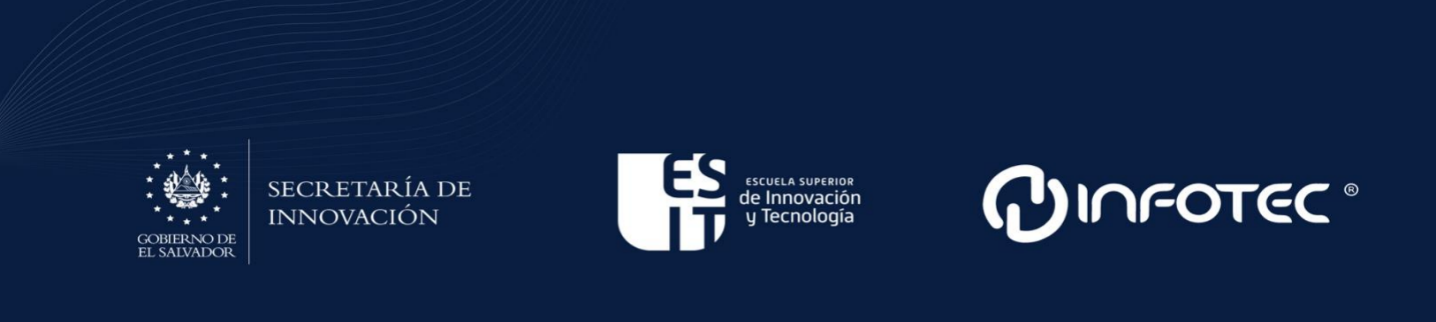 GOBIERNO DE
EL SALVADOR
SECRETARÍA DE
INNOVACIÓN
ES
IT
ESCUELA SUPERIOR
de Innovación
y Tecnología
INFOTEC ®